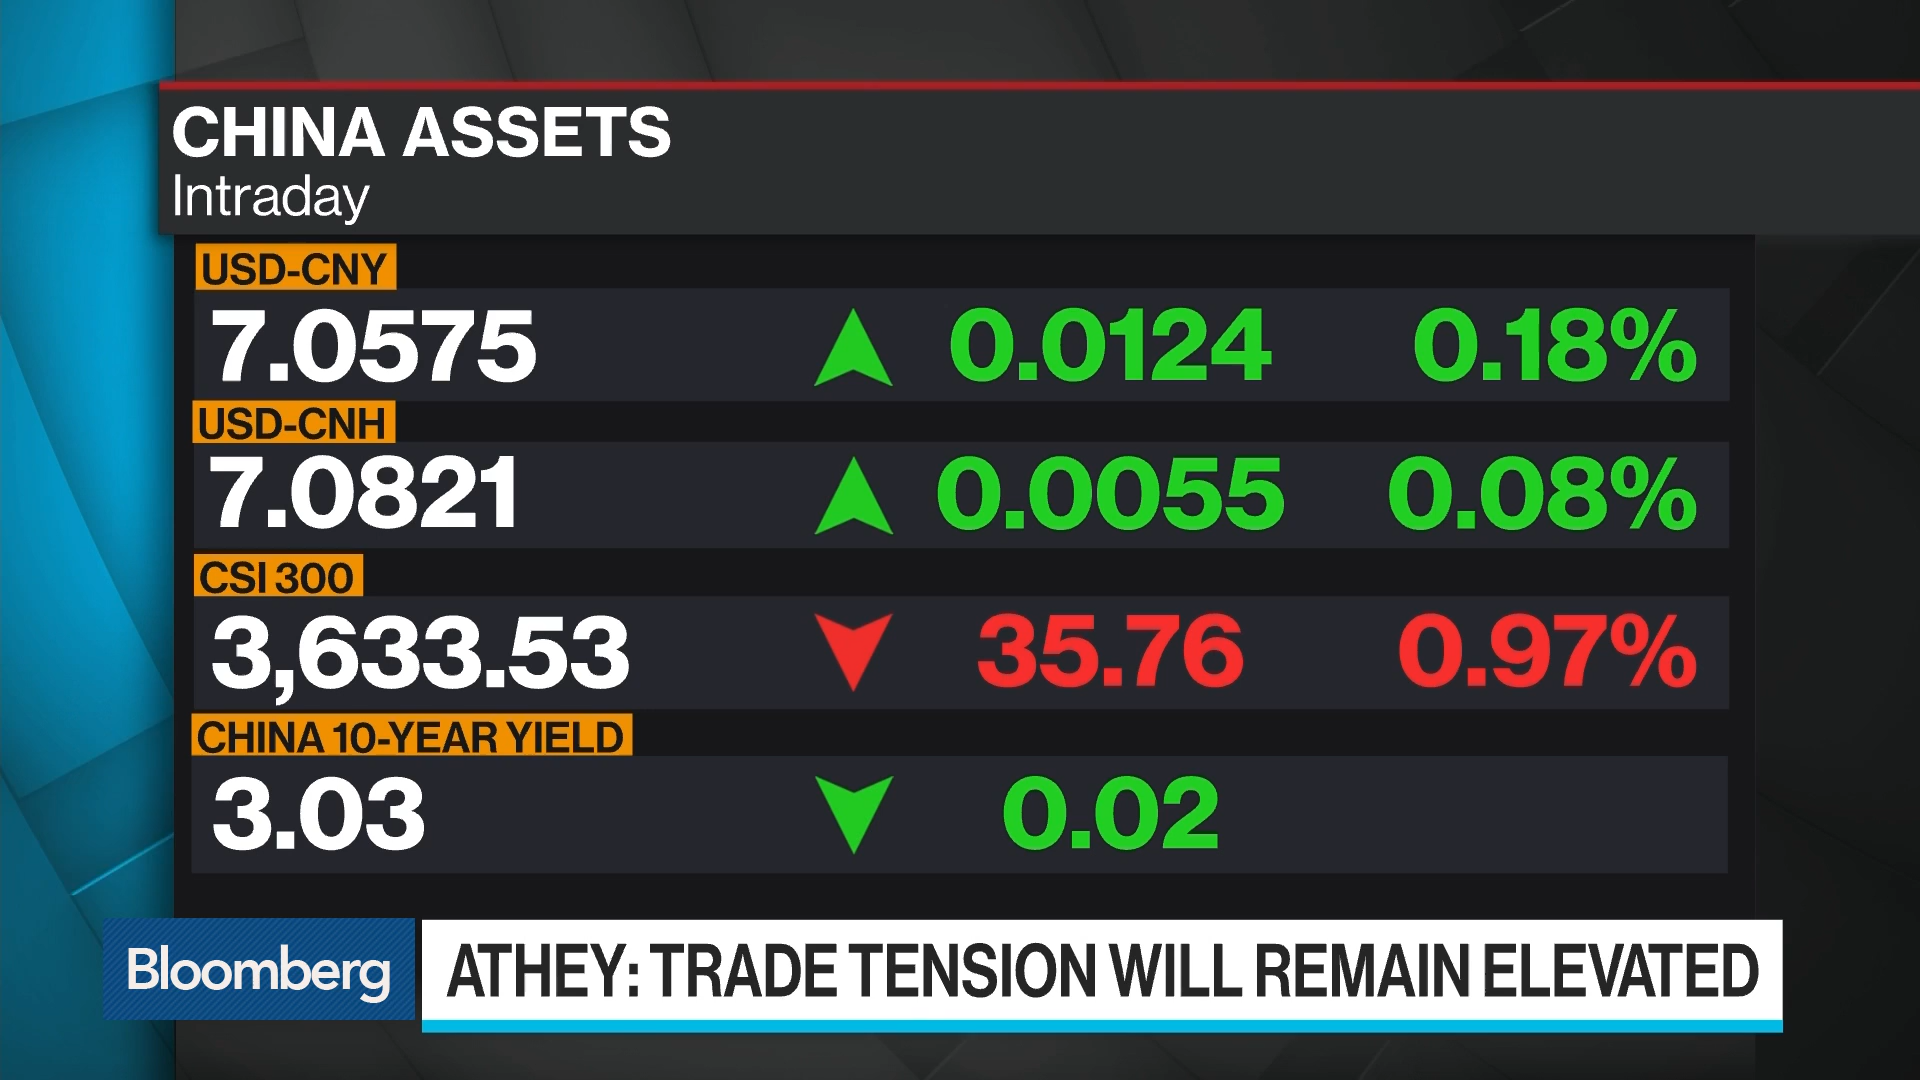 CHINA ASSETS
Intraday
USD-CNY
7.0575 0.0124 0.18%
USD-CNH
7.0821 0.0055 0.08%
CSI 300
3,633.53 35.76 0.97%
CHINA 10-YEAR YIELD
3.03 0.02
Bloomberg ATHEY: TRADE TENSION WILL REMAIN ELEVATED